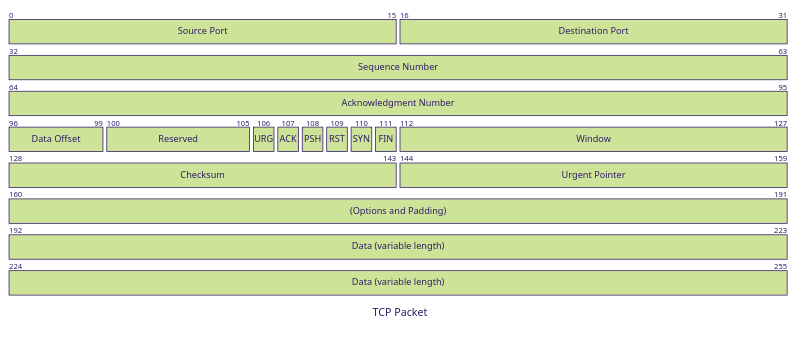 0 15 16 31
Source Port Destination Port
32 63
Sequence Number
64 95
Acknowledgment Number
96 99 100 105 106 107 108 109 110 111 112 127
Data Offset Reserved URG ACK PSH RST SYN FIN Window
128 143 144 159
Checksum Urgent Pointer
160 191
(Options and Padding)
192 223
Data (variable length)
224 255
Data (variable length)
TCP Packet